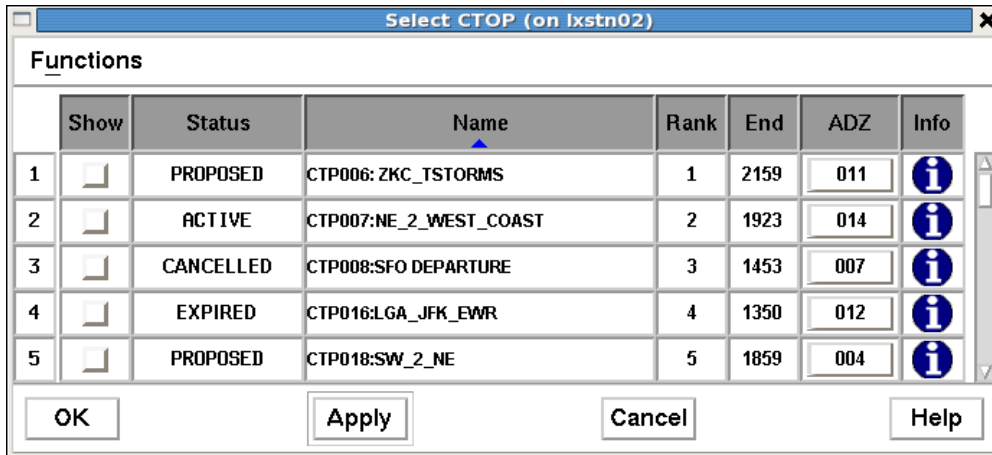 Select CTOP (on lxstn02)
Functions
Show Status Name Rank End ADZ Info
1 PROPOSED CTP006: ZKC_TSTORMS 1 2159 011 i
2 ACTIVE CTP007:NE_2_WEST_COAST 2 1923 014 i
3 CANCELLED CTP008:SFO DEPARTURE 3 1453 007 i
4 EXPIRED CTP016:LGA_JFK_EWR 4 1350 012 i
5 PROPOSED CTP018:SW_2_NE 5 1859 004 i
OK Apply Cancel Help